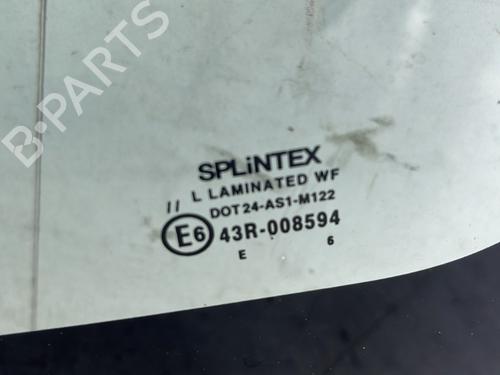 B-PARTS
SPLiNTEX
// L LAMINATED WF
DOT24-AS1-M122
E6 43R-008594
E 6